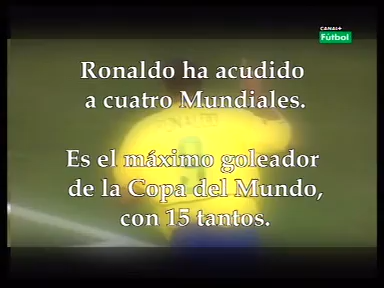 CANAL+
Fútbol
Ronaldo ha acudido
a cuatro Mundiales.
Es el máximo goleador
de la Copa del Mundo,
con 15 tantos.